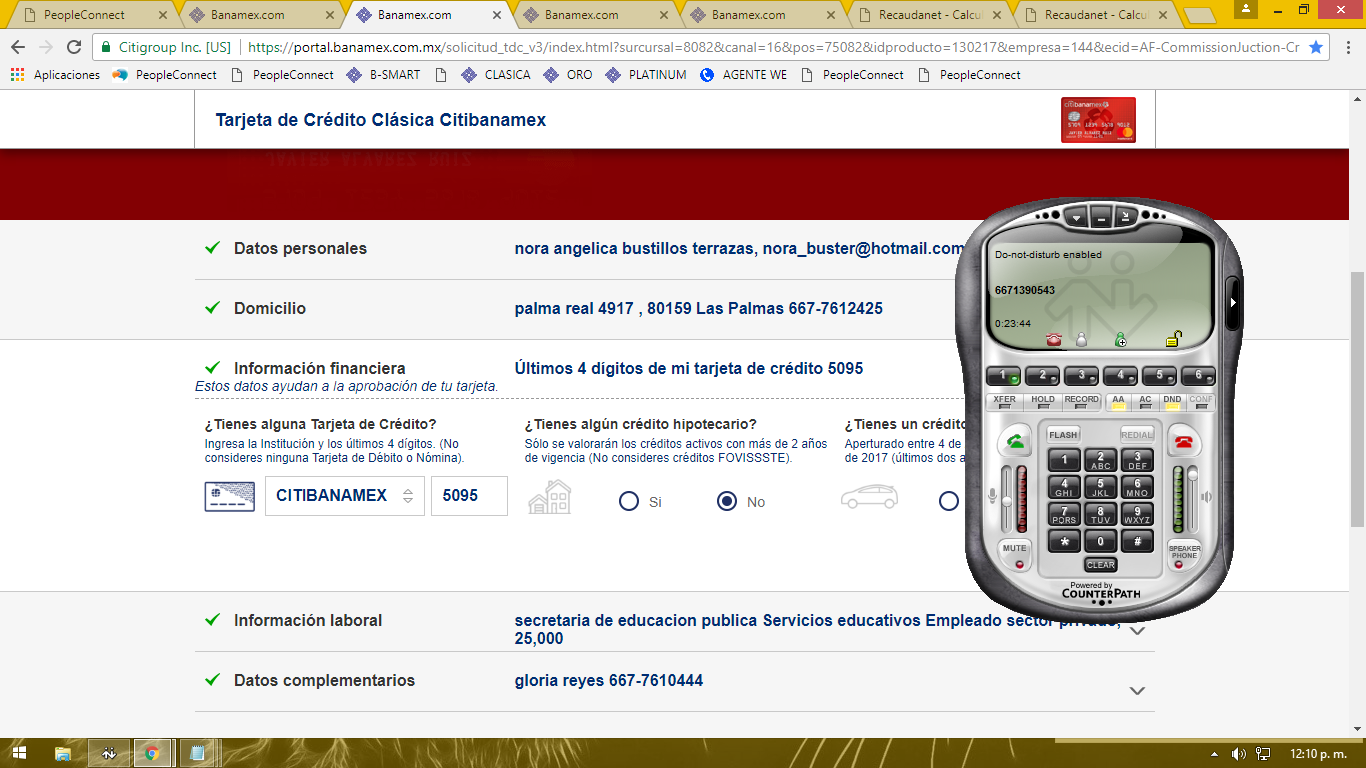 PeopleConnect
Banamex.com
Banamex.com
Banamex.com
Banamex.com
Recaudanet - Calcul
Recaudanet - Calcul
Citigroup Inc. [US]
https://portal.banamex.com.mx/solicitud_tdc_v3/index.html?surcursal=8082&canal=16&pos=75082&idproducto=130217&empresa=144&ecid=AF-CommissionJuction-Cr
Aplicaciones
PeopleConnect
PeopleConnect
B-SMART
CLASICA
ORO
PLATINUM
AGENTE WE
PeopleConnect
PeopleConnect
Tarjeta de Crédito Clásica Citibanamex
citibanamex
JAVIER ALVAREZ RUIZ
Datos personales
nora angelica bustillos terrazas, nora_buster@hotmail.com
Domicilio
palma real 4917 , 80159 Las Palmas 667-7612425
Información financiera
Últimos 4 dígitos de mi tarjeta de crédito 5095
Estos datos ayudan a la aprobación de tu tarjeta.
¿Tienes alguna Tarjeta de Crédito?
Ingresa la Institución y los últimos 4 dígitos. (No
consideres ninguna Tarjeta de Débito o Nómina).
CITIBANAMEX
5095
¿Tienes algún crédito hipotecario?
Sólo se valorarán los créditos activos con más de 2 años
de vigencia (No consideres créditos FOVISSSTE).
Si
No
¿Tienes un crédito
Aperturado entre 4 de
de 2017 (últimos dos a
Información laboral
secretaria de educacion publica Servicios educativos Empleado sector privado,
25,000
Datos complementarios
gloria reyes 667-7610444
Do-not-disturb enabled
6671390543
0:23:44
1 2 3 4 5 6
XFER HOLD RECORD AA AC DND CONF
FLASH REDIAL
1 2 ABC 3 DEF
4 GHI 5 JKL 6 MNO
7 PQRS 8 TUV 9 WXYZ
* 0 #
MUTE
SPEAKER
PHONE
CLEAR
Powered by
COUNTERPATH
12:10 p. m.